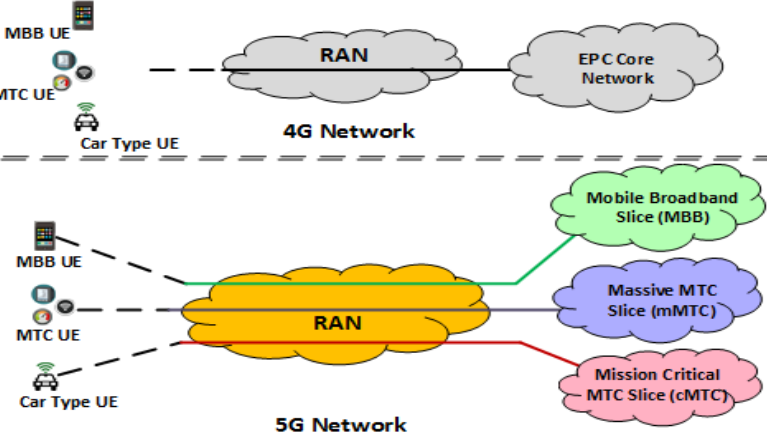 MBB UE
RAN
EPC Core
Network
MTC UE
4G Network
Car Type UE
Mobile Broadband
Slice (MBB)
MBB UE
Massive MTC
Slice (mMTC)
RAN
MTC UE
Mission Critical
MTC Slice (cMTC)
Car Type UE
5G Network